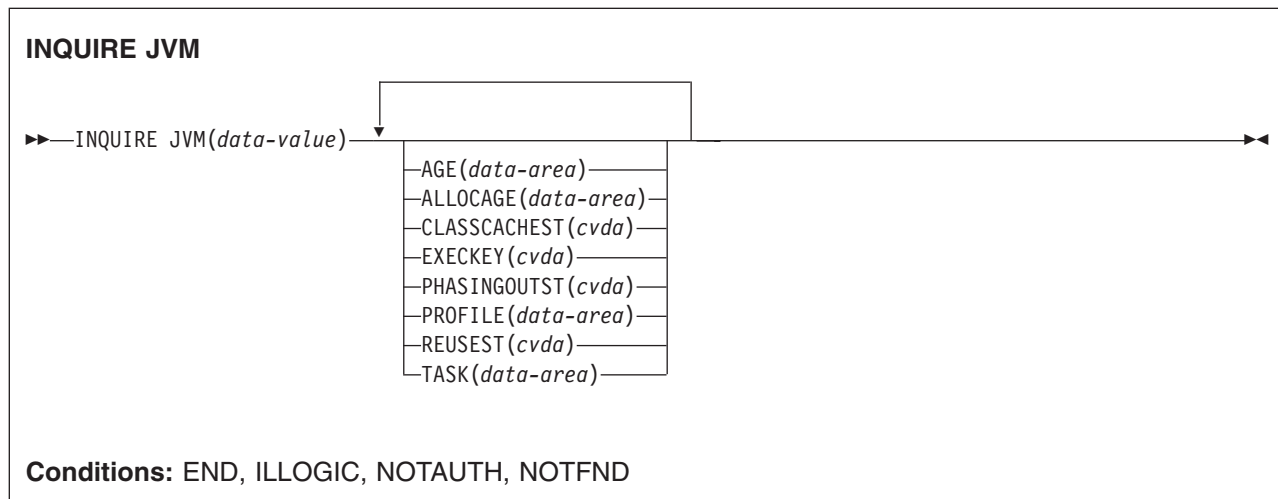 INQUIRE JVM
INQUIRE JVM(data-value)
AGE(data-area)
ALLOCAGE(data-area)
CLASSCACHEST(cvda)
EXECKEY(cvda)
PHASINGOUTST(cvda)
PROFILE(data-area)
REUSEST(cvda)
TASK(data-area)
Conditions: END, ILLOGIC, NOTAUTH, NOTFND